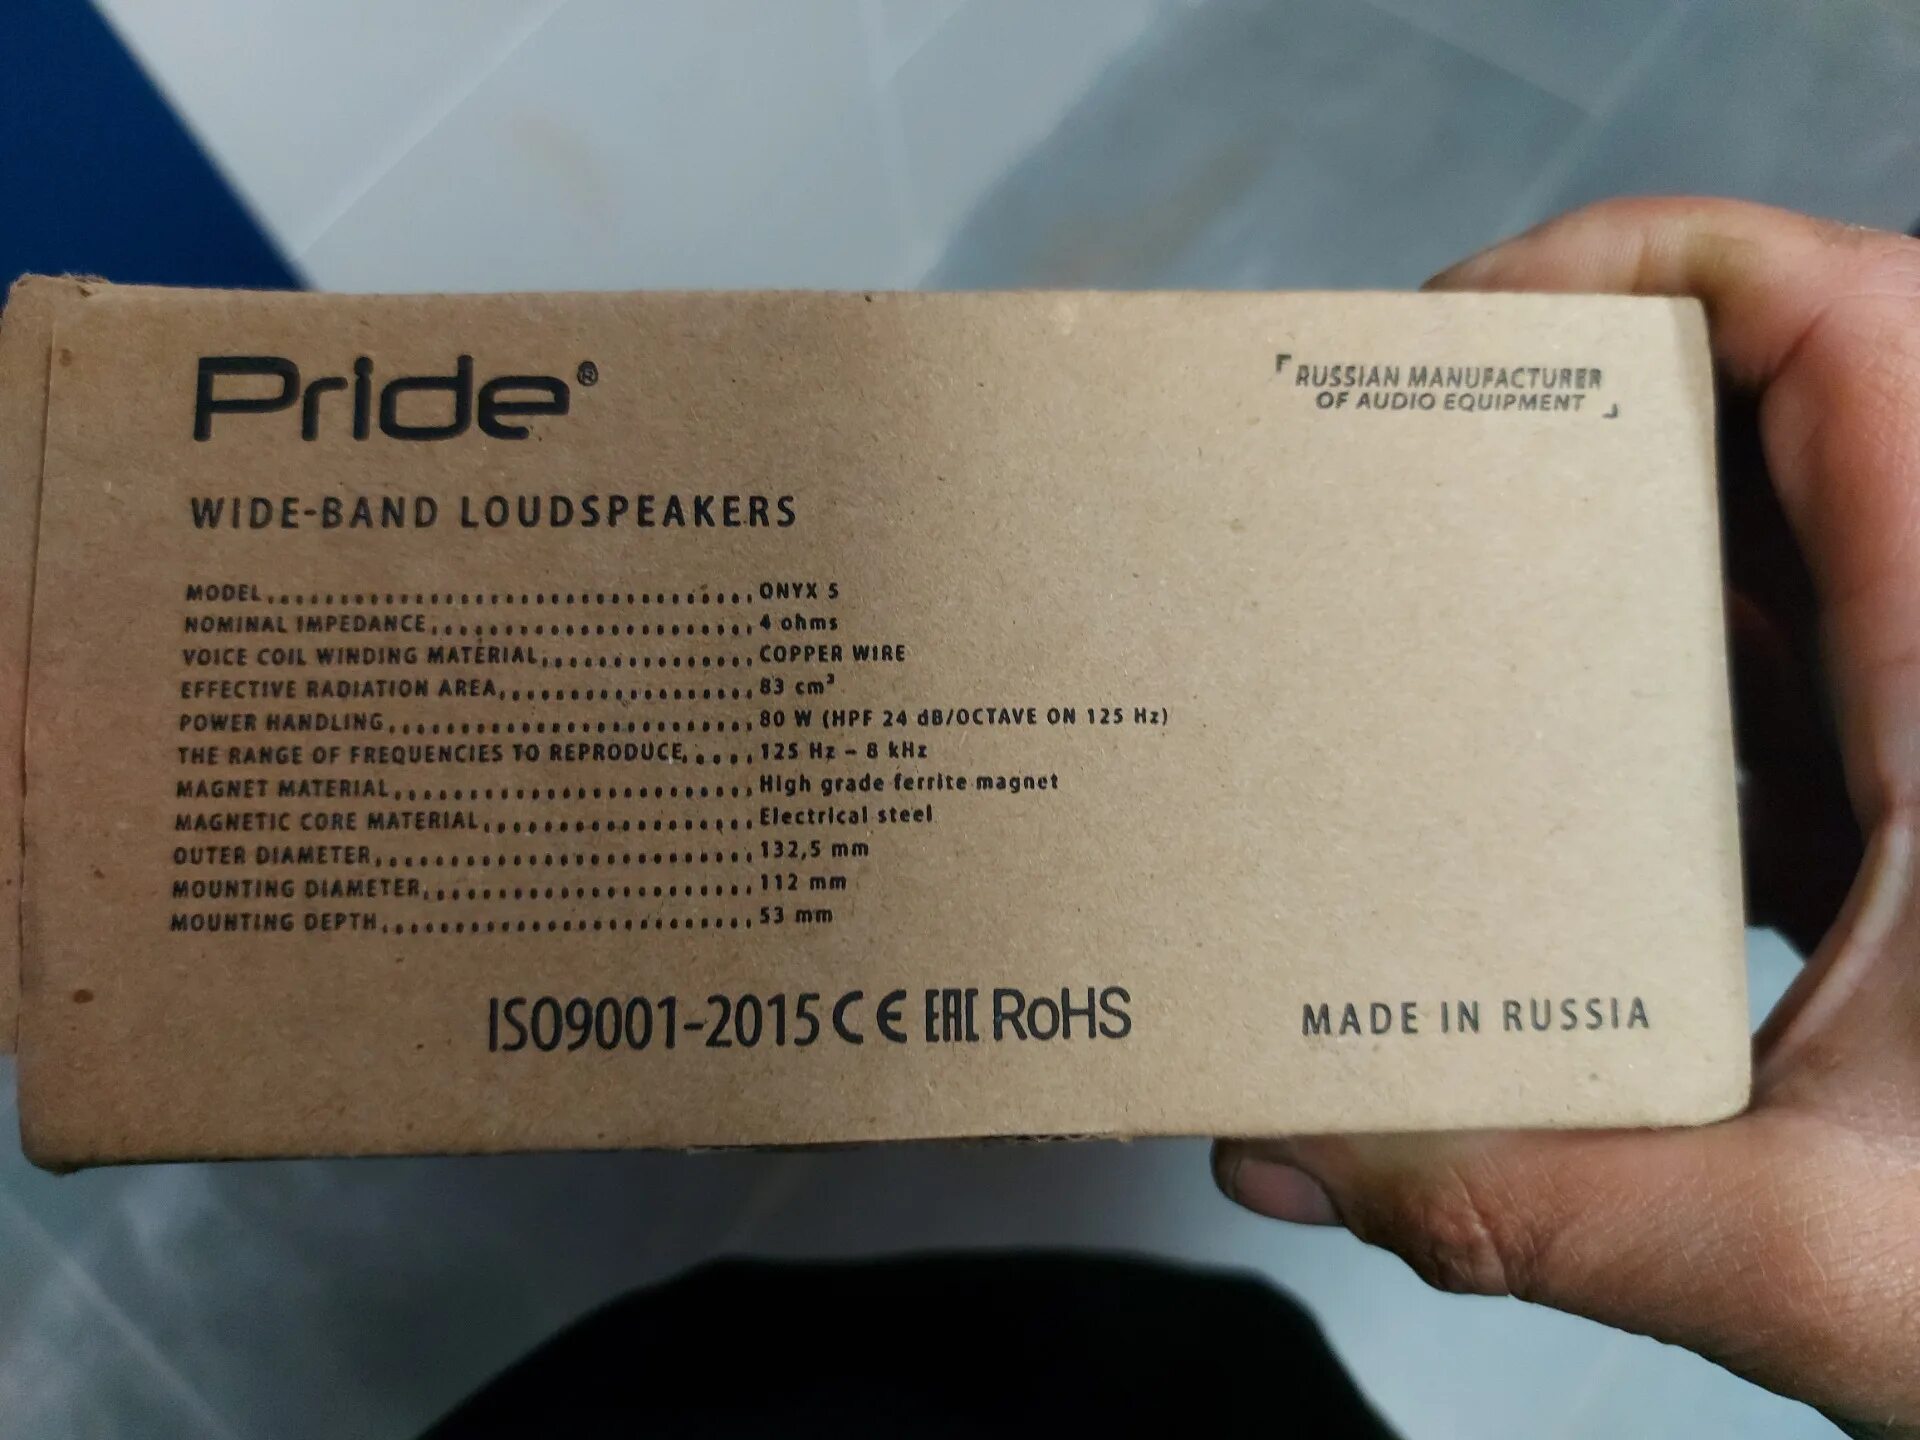 Pride®
RUSSIAN MANUFACTURER
OF AUDIO EQUIPMENT
WIDE-BAND LOUDSPEAKERS
MODEL.................................ONYX 5
NOMINAL IMPEDANCE......................4 ohms
VOICE COIL WINDING MATERIAL..............COPPER WIRE
EFFECTIVE RADIATION AREA.................83 cm³
POWER HANDLING.........................80 W (HPF 24 dB/OCTAVE ON 125 Hz)
THE RANGE OF FREQUENCIES TO REPRODUCE.....125 Hz – 8 kHz
MAGNET MATERIAL........................High grade ferrite magnet
MAGNETIC CORE MATERIAL..................Electrical steel
OUTER DIAMETER.........................132,5 mm
MOUNTING DIAMETER......................112 mm
MOUNTING DEPTH.........................53 mm
ISO9001-2015 CE EAC RoHS
MADE IN RUSSIA